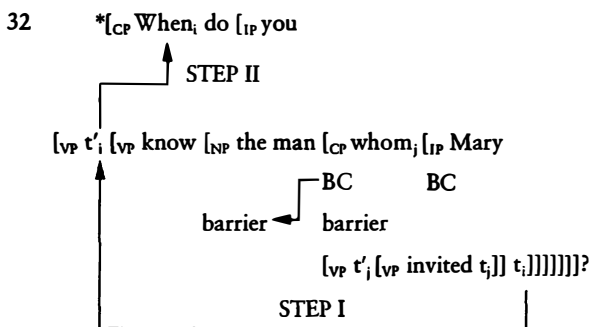 32 *[CP Whenᵢ do [IP you
STEP II
[VP t′ᵢ [VP know [NP the man [CP whomⱼ [IP Mary
BC BC
barrier barrier
[VP t′ⱼ [VP invited tⱼ]] tᵢ]]]]]]]?
STEP I